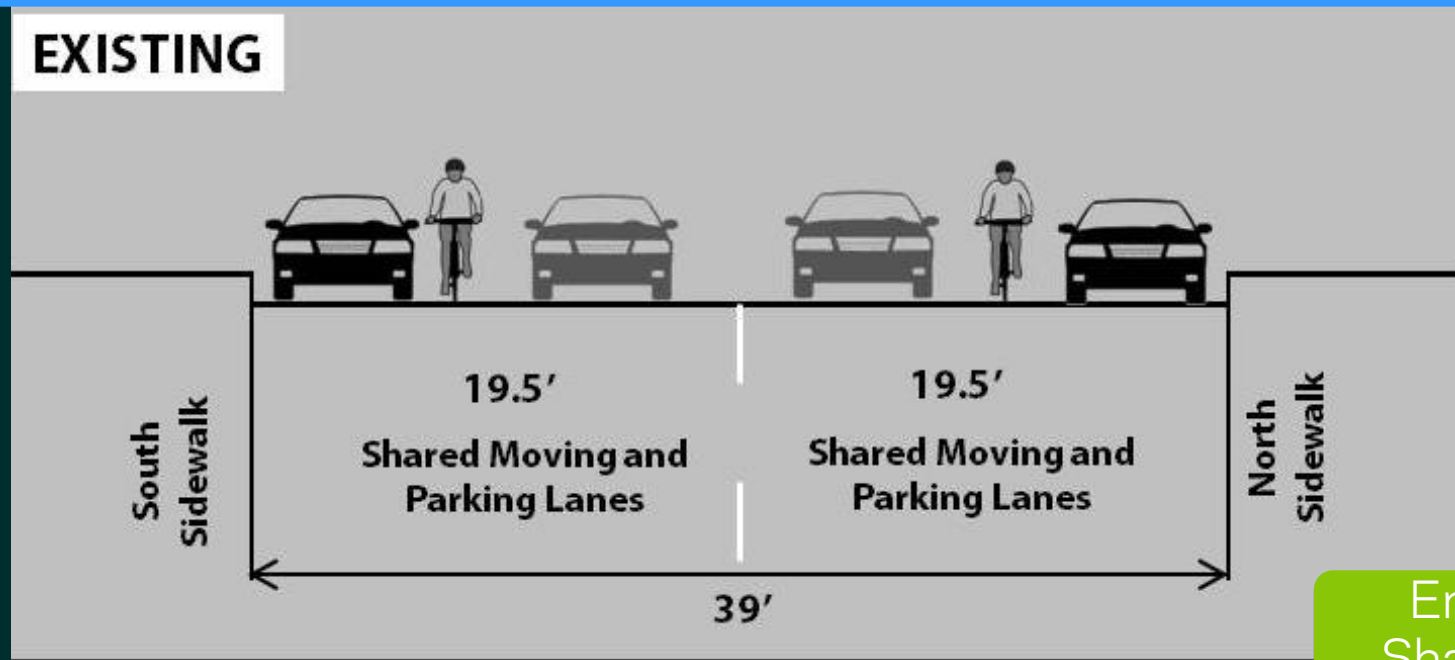 EXISTING
19.5′
Shared Moving and
Parking Lanes
19.5′
Shared Moving and
Parking Lanes
South
Sidewalk
North
Sidewalk
39′